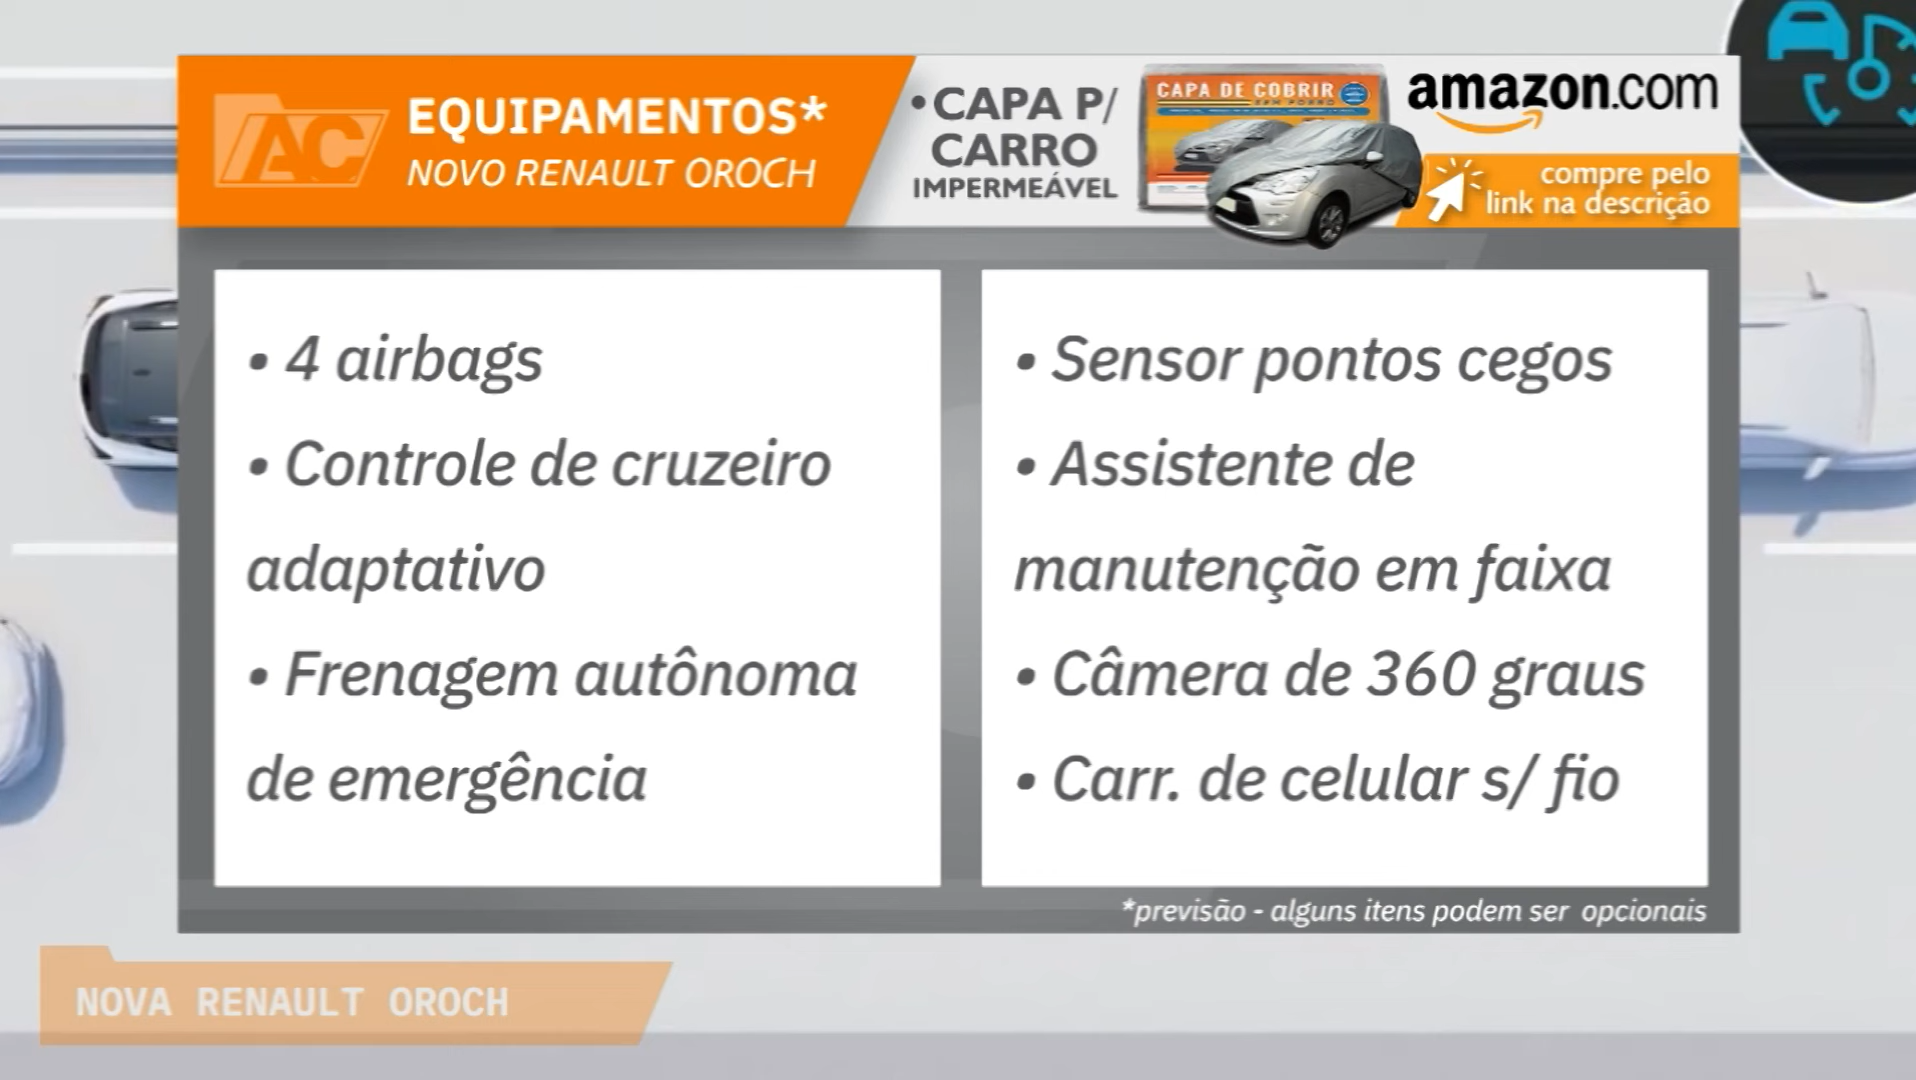 AC
EQUIPAMENTOS*
NOVO RENAULT OROCH
•CAPA P/
CARRO
IMPERMEÁVEL
CAPA DE COBRIR
SEM FORRO
amazon.com
compre pelo
link na descrição
• 4 airbags
• Controle de cruzeiro
adaptativo
• Frenagem autônoma
de emergência
• Sensor pontos cegos
• Assistente de
manutenção em faixa
• Câmera de 360 graus
• Carr. de celular s/ fio
*previsão - alguns itens podem ser opcionais
NOVA RENAULT OROCH